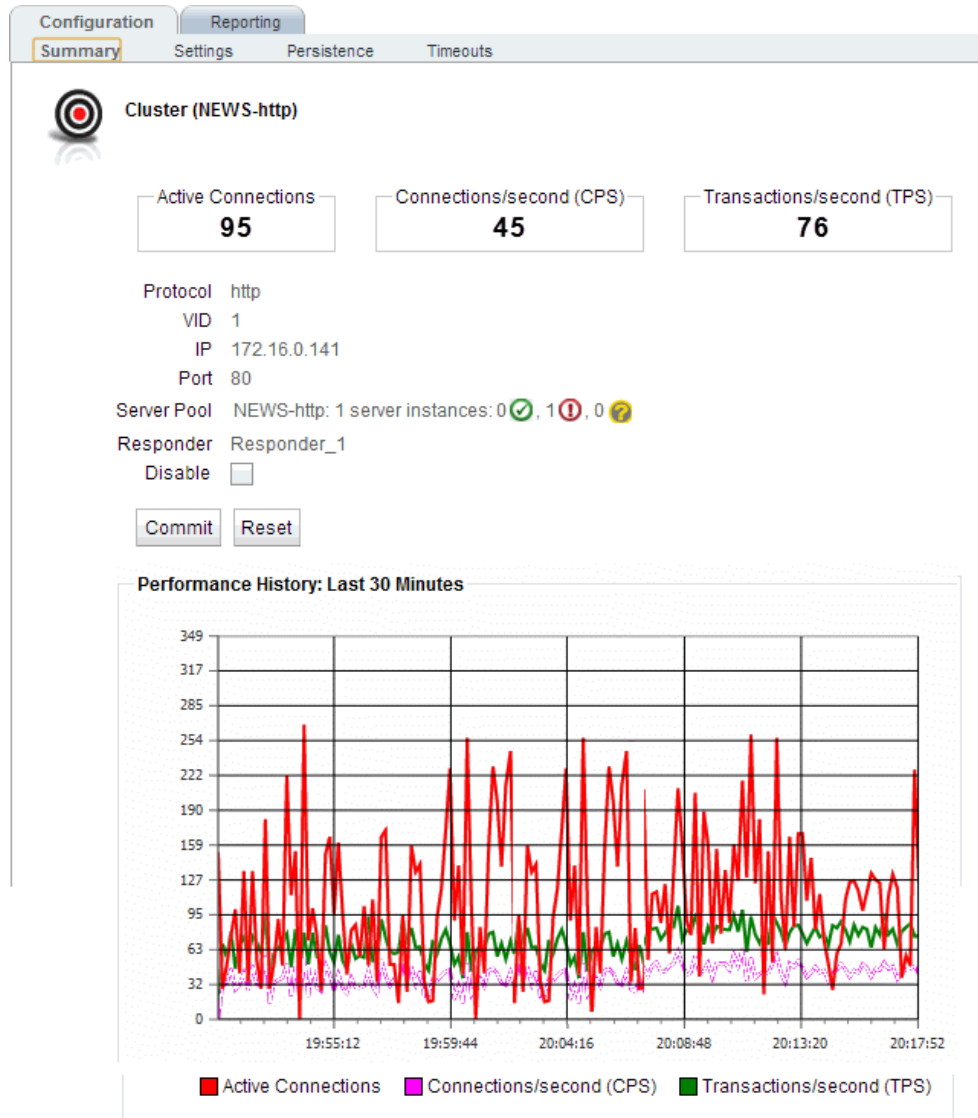 Configuration Reporting
Summary Settings Persistence Timeouts
Cluster (NEWS-http)
Active Connections Connections/second (CPS) Transactions/second (TPS)
95 45 76
Protocol http
VID 1
IP 172.16.0.141
Port 80
Server Pool NEWS-http: 1 server instances: 0 , 1 , 0
Responder Responder_1
Disable
Commit Reset
Performance History: Last 30 Minutes
349
317
285
254
222
190
159
127
95
63
32
0
19:55:12 19:59:44 20:04:16 20:08:48 20:13:20 20:17:52
Active Connections Connections/second (CPS) Transactions/second (TPS)